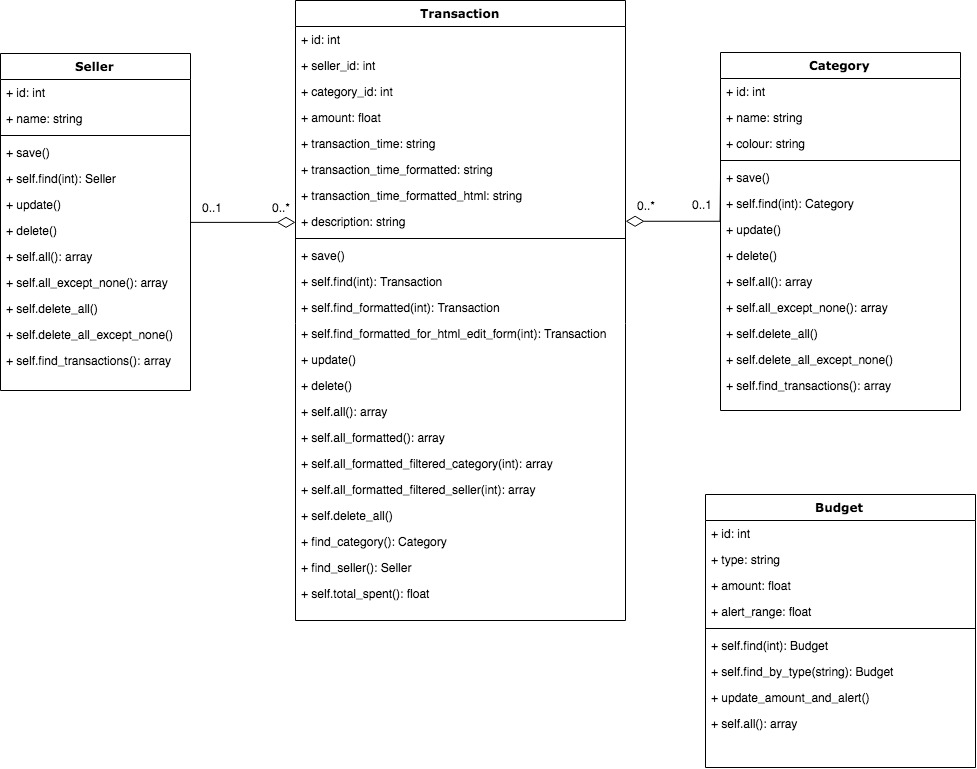 Seller
+ id: int
+ name: string
+ save()
+ self.find(int): Seller
+ update()
+ delete()
+ self.all(): array
+ self.all_except_none(): array
+ self.delete_all()
+ self.delete_all_except_none()
+ self.find_transactions(): array
0..1
0..*
Transaction
+ id: int
+ seller_id: int
+ category_id: int
+ amount: float
+ transaction_time: string
+ transaction_time_formatted: string
+ transaction_time_formatted_html: string
+ description: string
+ save()
+ self.find(int): Transaction
+ self.find_formatted(int): Transaction
+ self.find_formatted_for_html_edit_form(int): Transaction
+ update()
+ delete()
+ self.all(): array
+ self.all_formatted(): array
+ self.all_formatted_filtered_category(int): array
+ self.all_formatted_filtered_seller(int): array
+ self.delete_all()
+ find_category(): Category
+ find_seller(): Seller
+ self.total_spent(): float
0..*
0..1
Category
+ id: int
+ name: string
+ colour: string
+ save()
+ self.find(int): Category
+ update()
+ delete()
+ self.all(): array
+ self.all_except_none(): array
+ self.delete_all()
+ self.delete_all_except_none()
+ self.find_transactions(): array
Budget
+ id: int
+ type: string
+ amount: float
+ alert_range: float
+ self.find(int): Budget
+ self.find_by_type(string): Budget
+ update_amount_and_alert()
+ self.all(): array